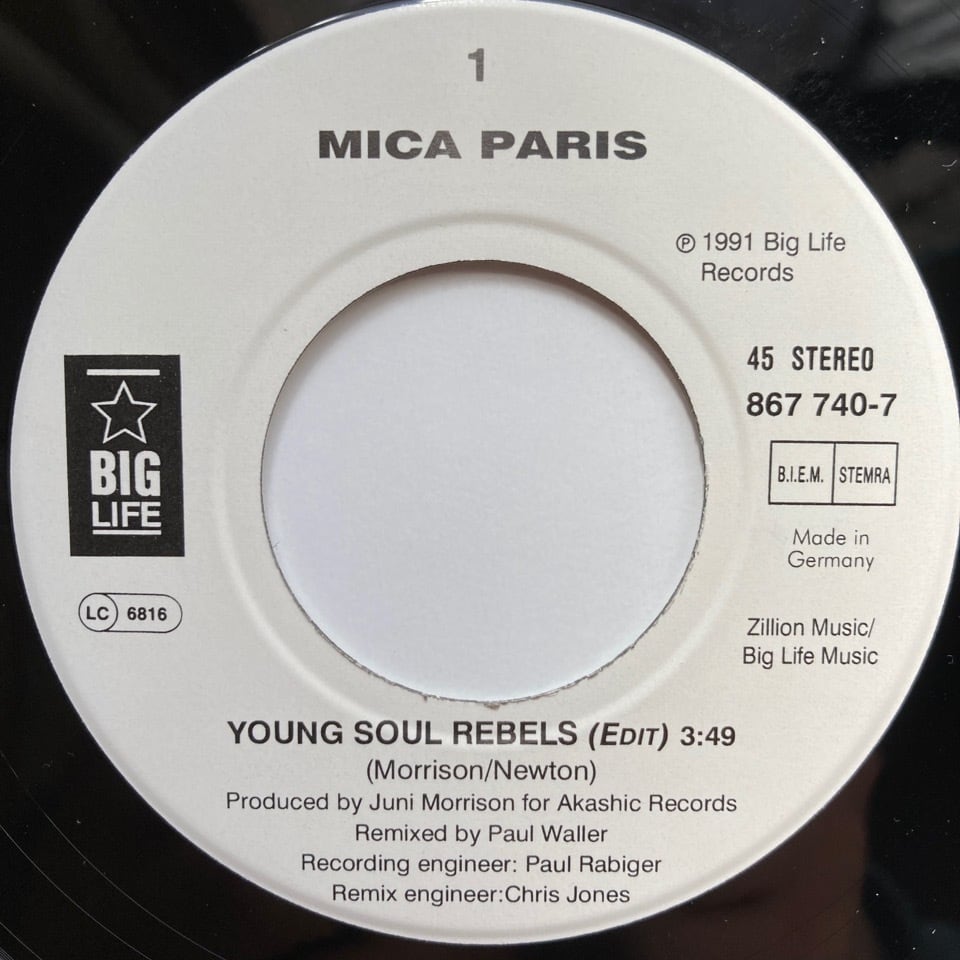 1
MICA PARIS
℗ 1991 Big Life
Records
45 STEREO
867 740-7
B.I.E.M. STEMRA
Made in
Germany
BIG
LIFE
LC 6816
Zillion Music/
Big Life Music
YOUNG SOUL REBELS (EDIT) 3:49
(Morrison/Newton)
Produced by Juni Morrison for Akashic Records
Remixed by Paul Waller
Recording engineer: Paul Rabiger
Remix engineer:Chris Jones